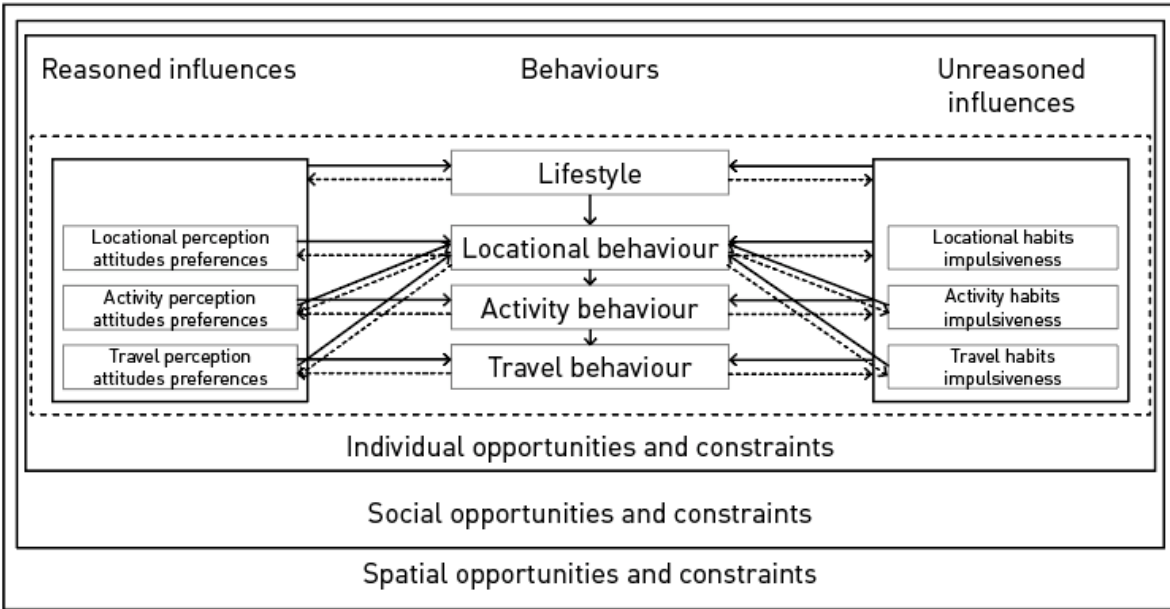 Reasoned influences
Behaviours
Unreasoned
influences
Lifestyle
Locational perception
attitudes preferences
Locational behaviour
Locational habits
impulsiveness
Activity perception
attitudes preferences
Activity behaviour
Activity habits
impulsiveness
Travel perception
attitudes preferences
Travel behaviour
Travel habits
impulsiveness
Individual opportunities and constraints
Social opportunities and constraints
Spatial opportunities and constraints